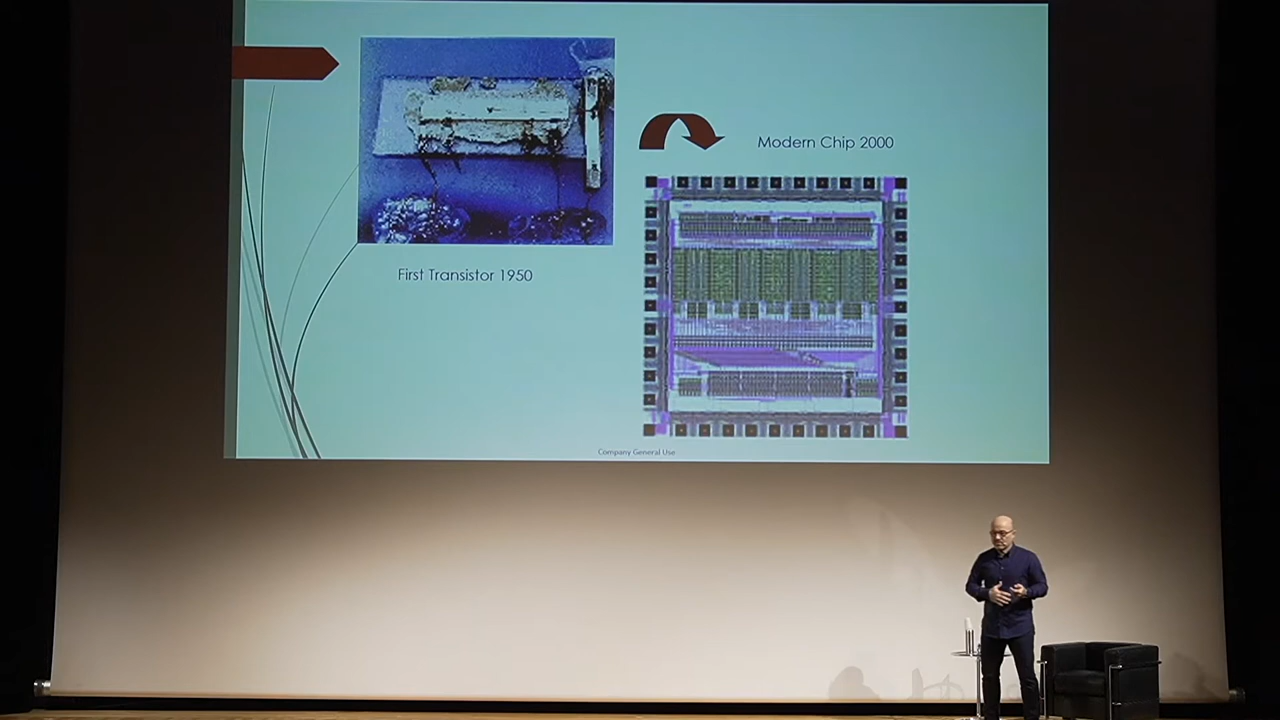 Modern Chip 2000
First Transistor 1950
Company General Use